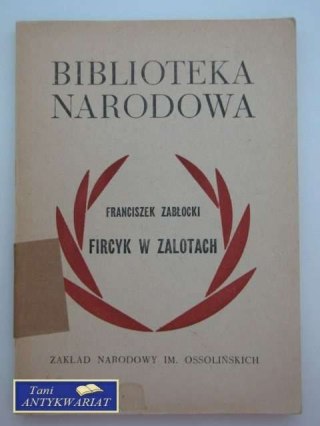 BIBLIOTEKA
NARODOWA
FRANCISZEK ZABŁOCKI
FIRCYK W ZALOTACH
ZAKŁAD NARODOWY IM. OSSOLIŃSKICH
Tani
ANTYKWARIAT